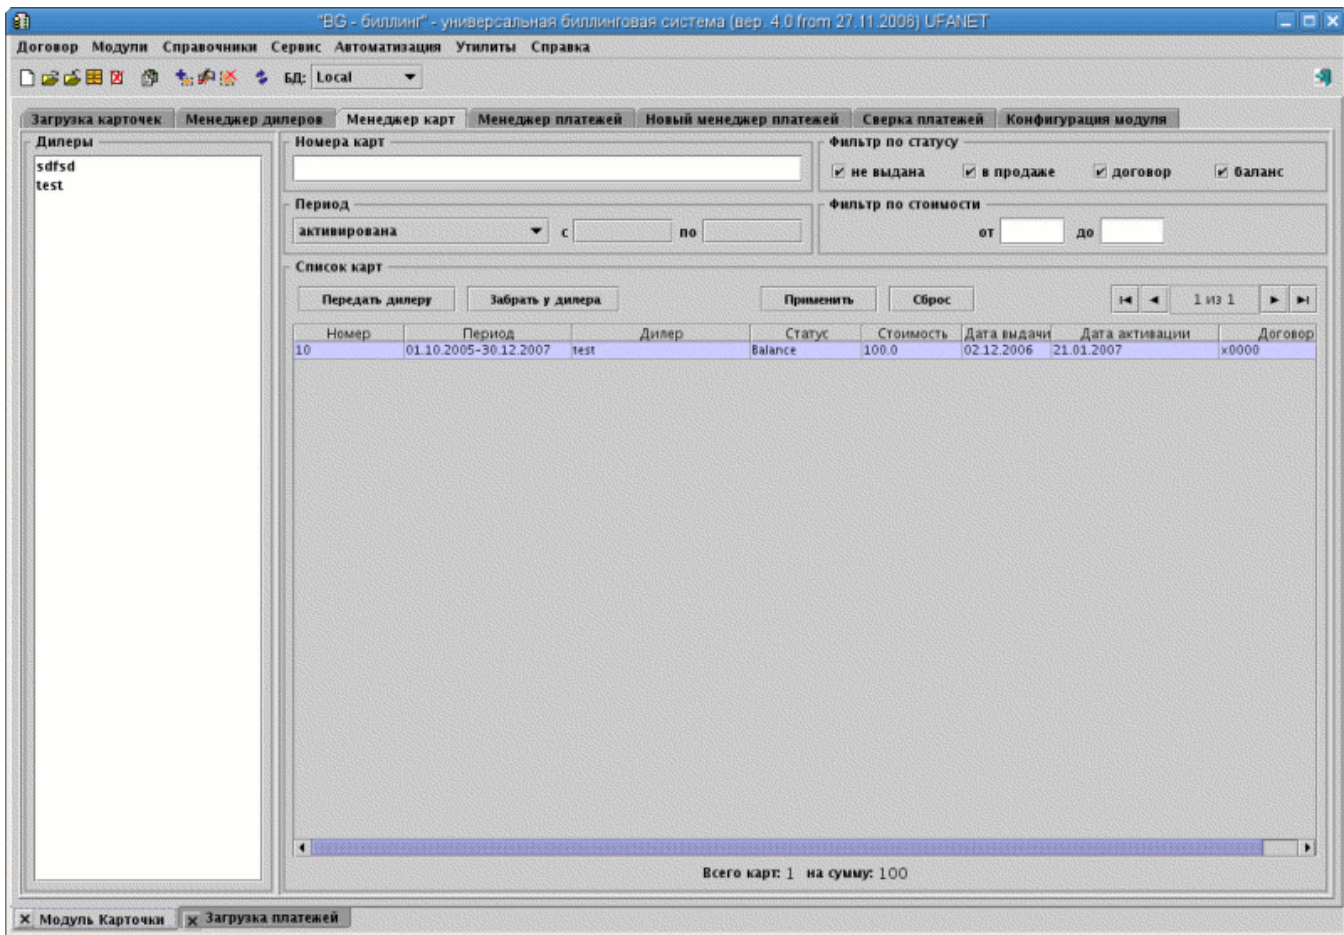 "BG - биллинг" - универсальная биллинговая система (вер. 4.0 from 27.11.2006) UFANET
Договор Модули Справочники Сервис Автоматизация Утилиты Справка
БД: Local
Загрузка карточек Менеджер дилеров Менеджер карт Менеджер платежей Новый менеджер платежей Сверка платежей Конфигурация модуля
Дилеры
sdfsd
test
Номера карт
Фильтр по статусу
не выдана в продаже договор баланс
Период
активирована с по
Фильтр по стоимости
от до
Список карт
Передать дилеру Забрать у дилера Применить Сброс 1 из 1
Номер Период Дилер Статус Стоимость Дата выдачи Дата активации Договор
10 01.10.2005-30.12.2007 test Balance 100.0 02.12.2006 21.01.2007 x0000
Всего карт: 1 на сумму: 100
Модуль Карточки Загрузка платежей